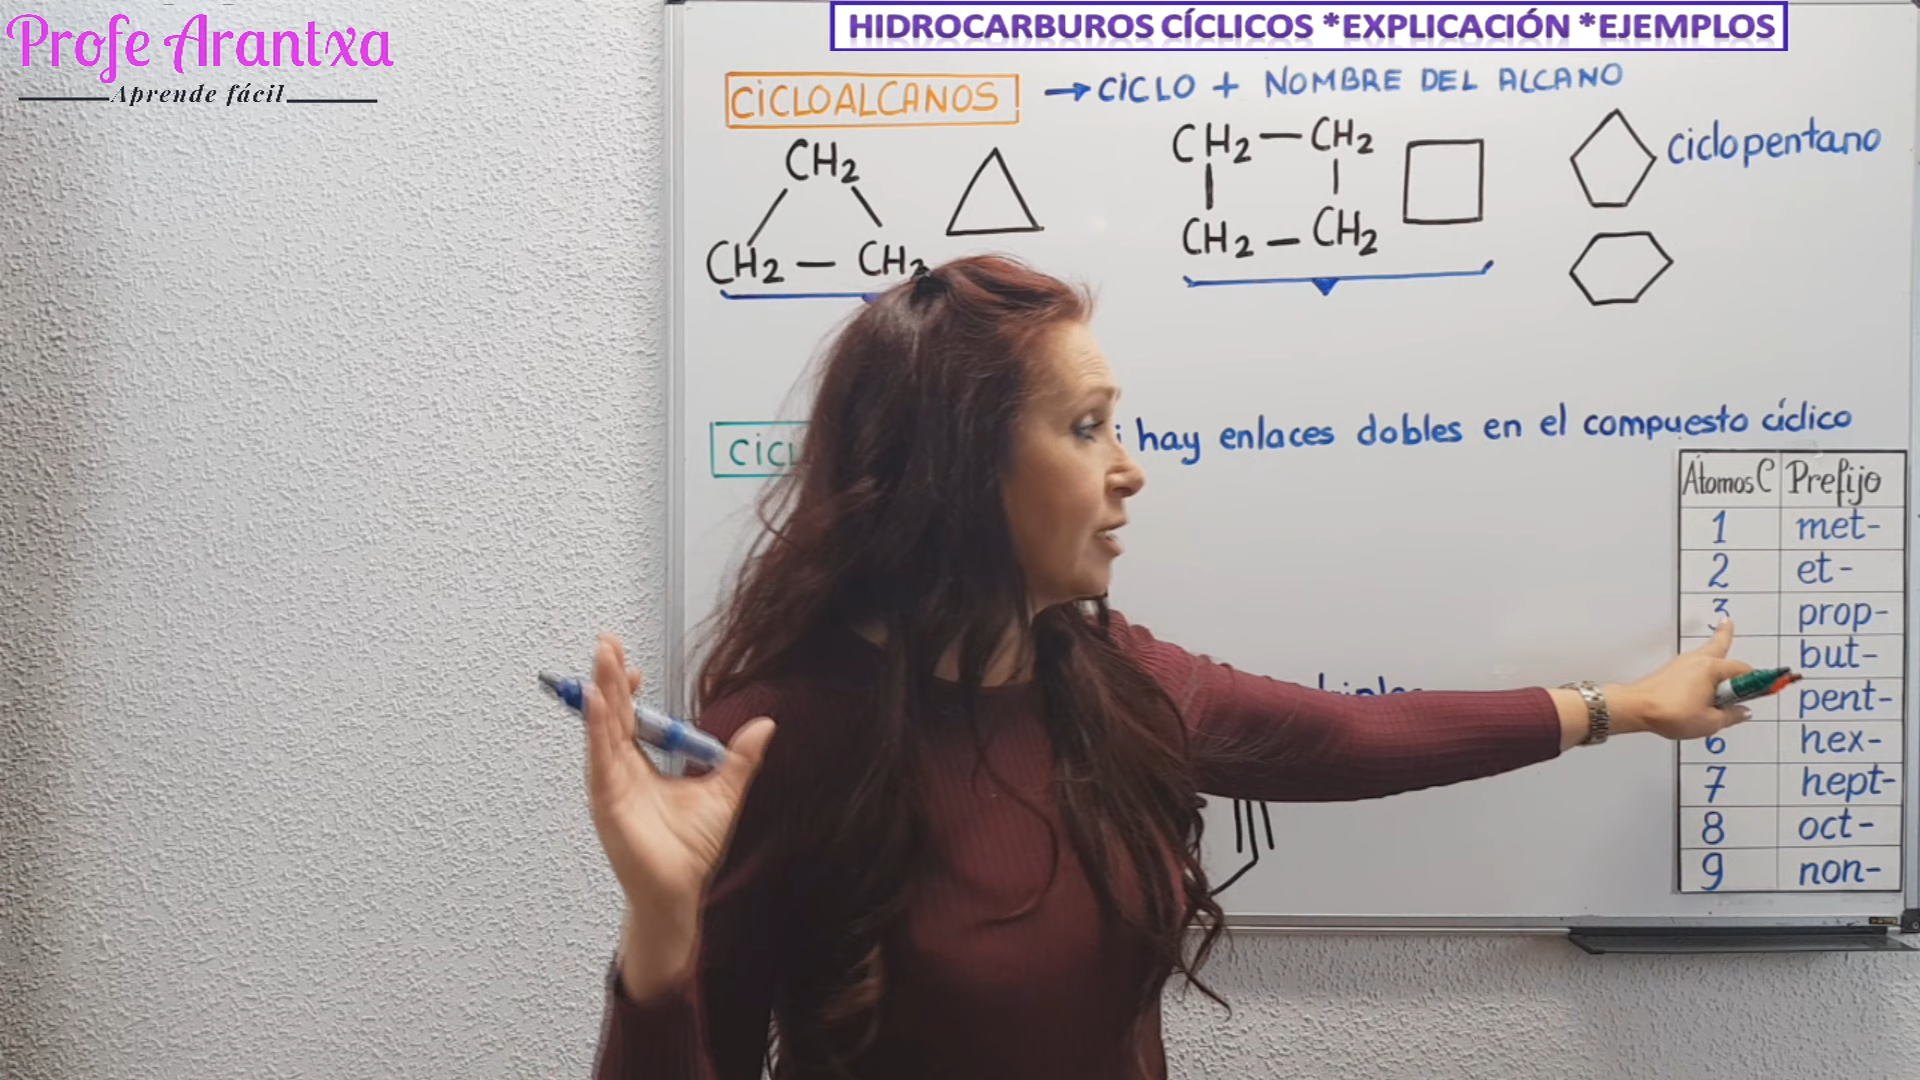 Profe Arantxa
Aprende fácil
HIDROCARBUROS CÍCLICOS *EXPLICACIÓN *EJEMPLOS
CICLOALCANOS → CICLO + NOMBRE DEL ALCANO
CH2
CH2 — CH2
CH2 — CH2
CH2 — CH2
ciclopentano
hay enlaces dobles en el compuesto cíclico
Átomos C Prefijo
1 met-
2 et-
3 prop-
but-
pent-
6 hex-
7 hept-
8 oct-
9 non-